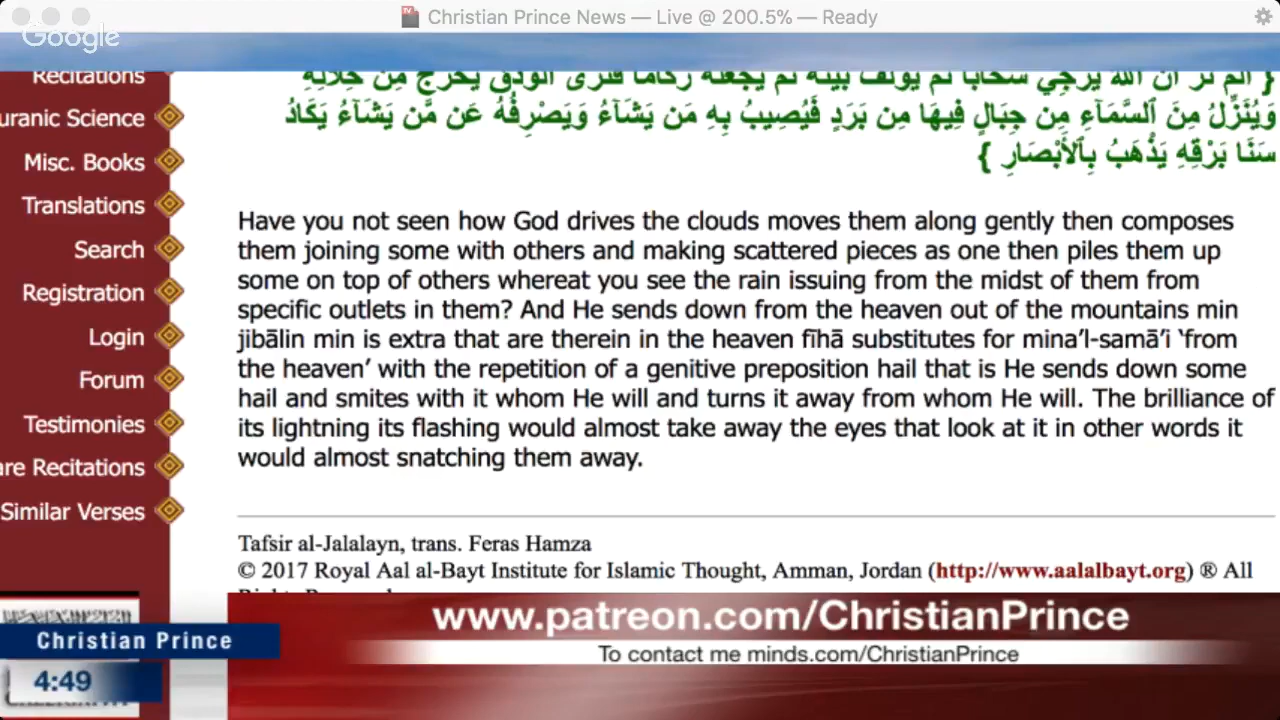 Christian Prince News — Live @ 200.5% — Ready
Google
Recitations
uranic Science
Misc. Books
Translations
Search
Registration
Login
Forum
Testimonies
are Recitations
Similar Verses
{ أَلَمْ تَرَ أَنَّ ٱللَّهَ يُزْجِي سَحَاباً ثُمَّ يُؤَلِّفُ بَيْنَهُ ثُمَّ يَجْعَلُهُ رُكَاماً فَتَرَى ٱلْوَدْقَ يَخْرُجُ مِنْ خِلاَلِهِ
وَيُنَزِّلُ مِنَ ٱلسَّمَآءِ مِن جِبَالٍ فِيهَا مِن بَرَدٍ فَيُصِيبُ بِهِ مَن يَشَآءُ وَيَصْرِفُهُ عَن مَّن يَشَآءُ يَكَادُ
سَنَا بَرْقِهِ يَذْهَبُ بِٱلأَبْصَارِ }
Have you not seen how God drives the clouds moves them along gently then composes
them joining some with others and making scattered pieces as one then piles them up
some on top of others whereat you see the rain issuing from the midst of them from
specific outlets in them? And He sends down from the heaven out of the mountains min
jibālin min is extra that are therein in the heaven fīhā substitutes for mina’l-samā’i ‘from
the heaven’ with the repetition of a genitive preposition hail that is He sends down some
hail and smites with it whom He will and turns it away from whom He will. The brilliance of
its lightning its flashing would almost take away the eyes that look at it in other words it
would almost snatching them away.
Tafsir al-Jalalayn, trans. Feras Hamza
© 2017 Royal Aal al-Bayt Institute for Islamic Thought, Amman, Jordan (http://www.aalalbayt.org) ® All
www.patreon.com/ChristianPrince
To contact me minds.com/ChristianPrince
Christian Prince
4:49